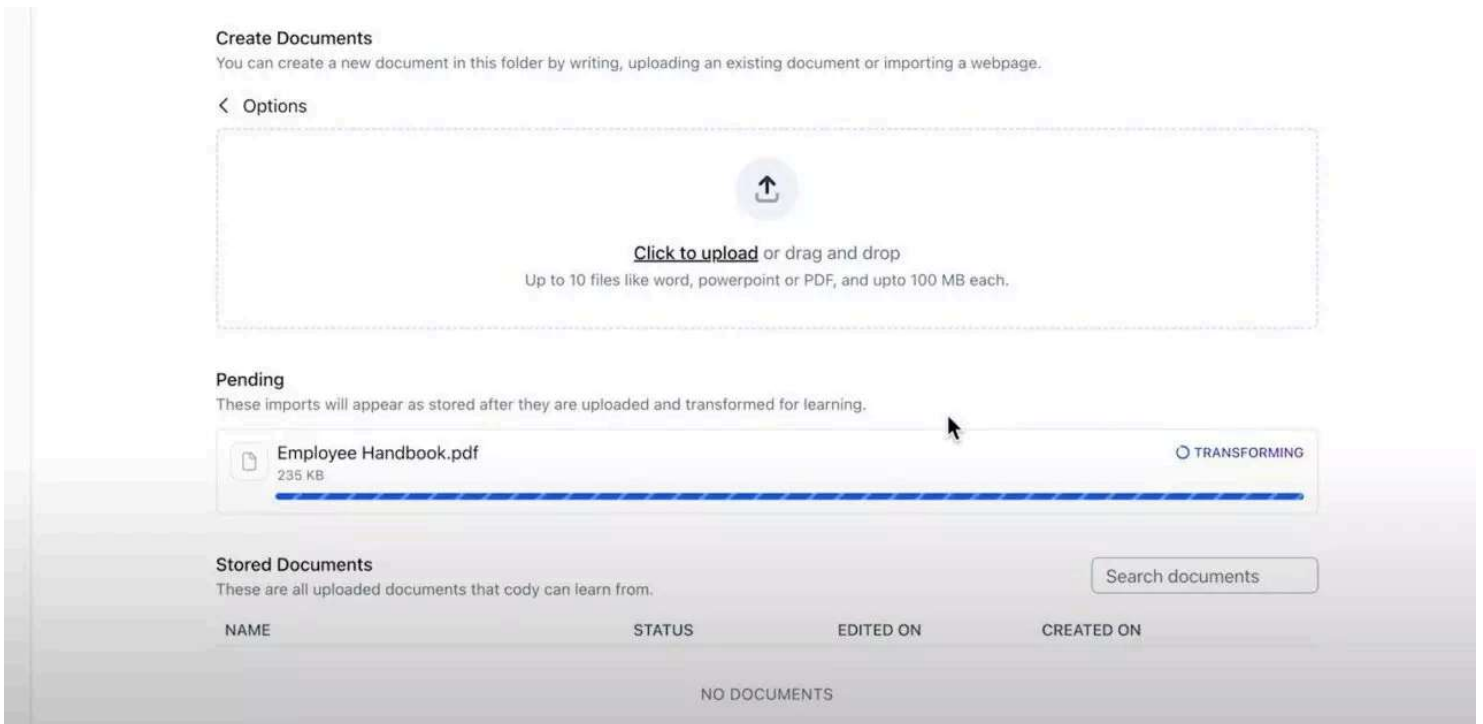 Create Documents
You can create a new document in this folder by writing, uploading an existing document or importing a webpage.
Options
Click to upload or drag and drop
Up to 10 files like word, powerpoint or PDF, and upto 100 MB each.
Pending
These imports will appear as stored after they are uploaded and transformed for learning.
Employee Handbook.pdf
TRANSFORMING
235 KB
Stored Documents
Search documents
These are all uploaded documents that cody can learn from.
NAME STATUS EDITED ON CREATED ON
NO DOCUMENTS